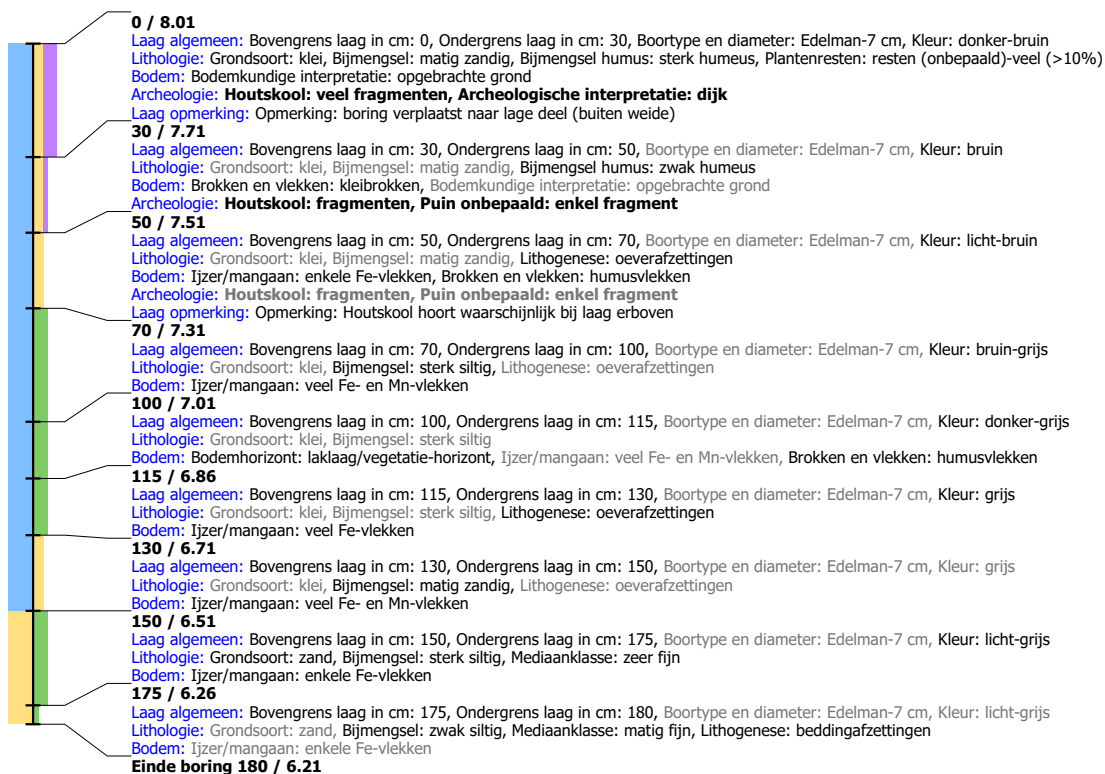 0 / 8.01
Laag algemeen: Bovengrens laag in cm: 0, Ondergrens laag in cm: 30, Boortype en diameter: Edelman-7 cm, Kleur: donker-bruin
Lithologie: Grondsoort: klei, Bijmengsel: matig zandig, Bijmengsel humus: sterk humeus, Plantenresten: resten (onbepaald)-veel (>10%)
Bodem: Bodemkundige interpretatie: opgebrachte grond
Archeologie: Houtskool: veel fragmenten, Archeologische interpretatie: dijk
Laag opmerking: Opmerking: boring verplaatst naar lage deel (buiten weide)
30 / 7.71
Laag algemeen: Bovengrens laag in cm: 30, Ondergrens laag in cm: 50, Boortype en diameter: Edelman-7 cm, Kleur: bruin
Lithologie: Grondsoort: klei, Bijmengsel: matig zandig, Bijmengsel humus: zwak humeus
Bodem: Brokken en vlekken: kleibrokken, Bodemkundige interpretatie: opgebrachte grond
Archeologie: Houtskool: fragmenten, Puin onbepaald: enkel fragment
50 / 7.51
Laag algemeen: Bovengrens laag in cm: 50, Ondergrens laag in cm: 70, Boortype en diameter: Edelman-7 cm, Kleur: licht-bruin
Lithologie: Grondsoort: klei, Bijmengsel: matig zandig, Lithogenese: oeverafzettingen
Bodem: Ijzer/mangaan: enkele Fe-vlekken, Brokken en vlekken: humusvlekken
Archeologie: Houtskool: fragmenten, Puin onbepaald: enkel fragment
Laag opmerking: Opmerking: Houtskool hoort waarschijnlijk bij laag erboven
70 / 7.31
Laag algemeen: Bovengrens laag in cm: 70, Ondergrens laag in cm: 100, Boortype en diameter: Edelman-7 cm, Kleur: bruin-grijs
Lithologie: Grondsoort: klei, Bijmengsel: sterk siltig, Lithogenese: oeverafzettingen
Bodem: Ijzer/mangaan: veel Fe- en Mn-vlekken
100 / 7.01
Laag algemeen: Bovengrens laag in cm: 100, Ondergrens laag in cm: 115, Boortype en diameter: Edelman-7 cm, Kleur: donker-grijs
Lithologie: Grondsoort: klei, Bijmengsel: sterk siltig
Bodem: Bodemhorizont: laklaag/vegetatie-horizont, Ijzer/mangaan: veel Fe- en Mn-vlekken, Brokken en vlekken: humusvlekken
115 / 6.86
Laag algemeen: Bovengrens laag in cm: 115, Ondergrens laag in cm: 130, Boortype en diameter: Edelman-7 cm, Kleur: grijs
Lithologie: Grondsoort: klei, Bijmengsel: sterk siltig, Lithogenese: oeverafzettingen
Bodem: Ijzer/mangaan: veel Fe-vlekken
130 / 6.71
Laag algemeen: Bovengrens laag in cm: 130, Ondergrens laag in cm: 150, Boortype en diameter: Edelman-7 cm, Kleur: grijs
Lithologie: Grondsoort: klei, Bijmengsel: matig zandig, Lithogenese: oeverafzettingen
Bodem: Ijzer/mangaan: veel Fe- en Mn-vlekken
150 / 6.51
Laag algemeen: Bovengrens laag in cm: 150, Ondergrens laag in cm: 175, Boortype en diameter: Edelman-7 cm, Kleur: licht-grijs
Lithologie: Grondsoort: zand, Bijmengsel: sterk siltig, Mediaanklasse: zeer fijn
Bodem: Ijzer/mangaan: enkele Fe-vlekken
175 / 6.26
Laag algemeen: Bovengrens laag in cm: 175, Ondergrens laag in cm: 180, Boortype en diameter: Edelman-7 cm, Kleur: licht-grijs
Lithologie: Grondsoort: zand, Bijmengsel: zwak siltig, Mediaanklasse: matig fijn, Lithogenese: beddingafzettingen
Bodem: Ijzer/mangaan: enkele Fe-vlekken
Einde boring 180 / 6.21